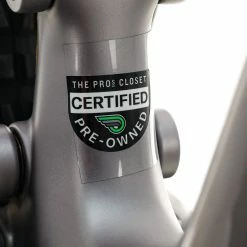 THE PRO'S CLOSET
CERTIFIED
PRE-OWNED